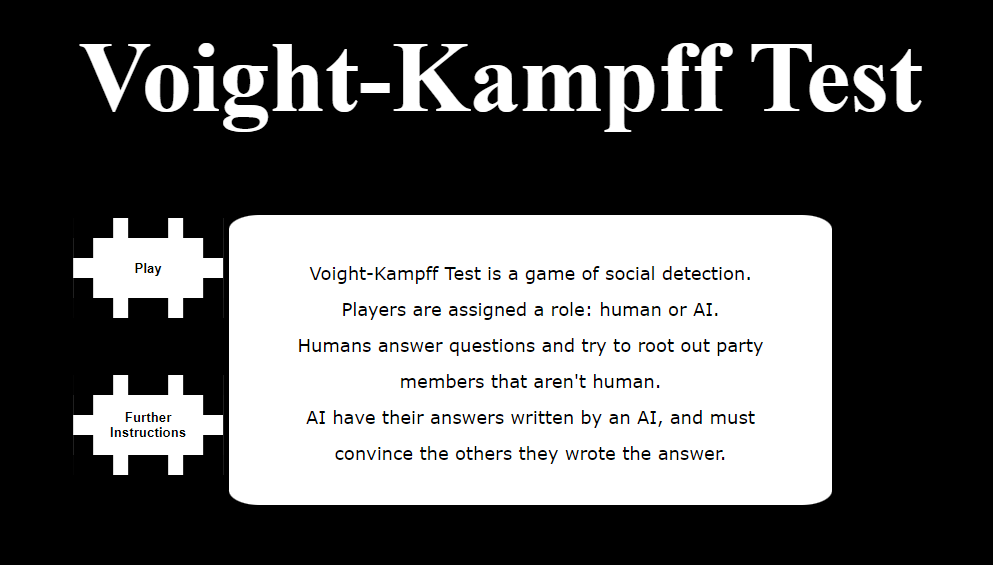 Voight-Kampff Test
Play
Voight-Kampff Test is a game of social detection.
Players are assigned a role: human or AI.
Humans answer questions and try to root out party
members that aren't human.
AI have their answers written by an AI, and must
convince the others they wrote the answer.
Further
Instructions